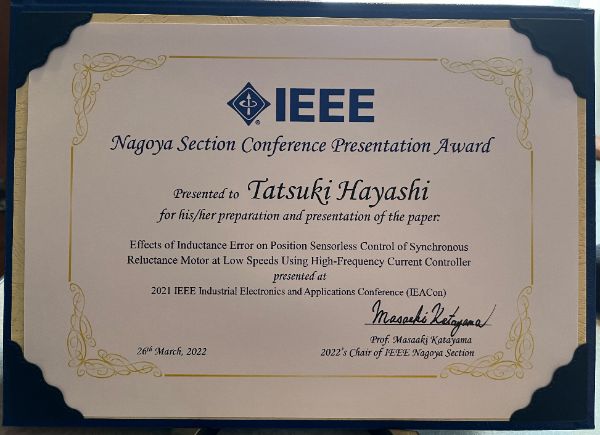 IEEE
Nagoya Section Conference Presentation Award
Presented to Tatsuki Hayashi
for his/her preparation and presentation of the paper:
Effects of Inductance Error on Position Sensorless Control of Synchronous
Reluctance Motor at Low Speeds Using High-Frequency Current Controller
presented at
2021 IEEE Industrial Electronics and Applications Conference (IEACon)
Masaaki Katayama
Prof. Masaaki Katayama
26th March, 2022 2022's Chair of IEEE Nagoya Section